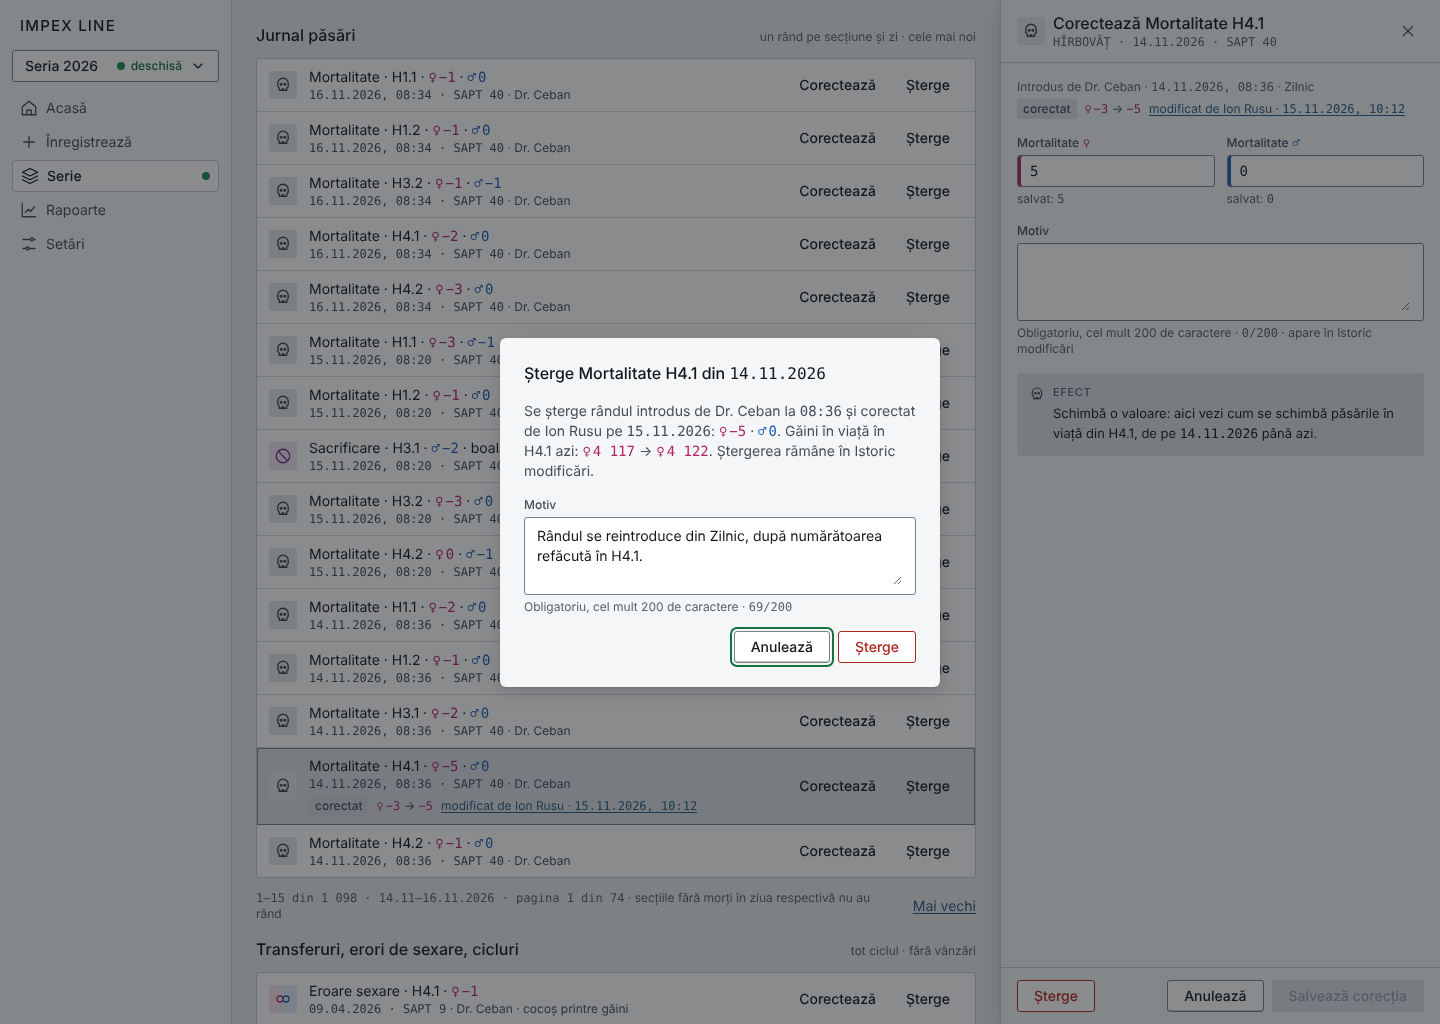 IMPEX LINE
Seria 2026 deschisă
Acasă
Înregistrează
Serie
Rapoarte
Setări
Jurnal păsări
un rând pe secțiune și zi · cele mai noi
Mortalitate · H1.1 · ♀−1 · ♂0
16.11.2026, 08:34 · SAPT 40 · Dr. Ceban
Corectează Șterge
Mortalitate · H1.2 · ♀−1 · ♂0
16.11.2026, 08:34 · SAPT 40 · Dr. Ceban
Corectează Șterge
Mortalitate · H3.2 · ♀−1 · ♂−1
16.11.2026, 08:34 · SAPT 40 · Dr. Ceban
Corectează Șterge
Mortalitate · H4.1 · ♀−2 · ♂0
16.11.2026, 08:34 · SAPT 40 · Dr. Ceban
Corectează Șterge
Mortalitate · H4.2 · ♀−3 · ♂0
16.11.2026, 08:34 · SAPT 40 · Dr. Ceban
Corectează Șterge
Mortalitate · H1.1 · ♀−3 · ♂−1
15.11.2026, 08:20 · SAPT 40
Mortalitate · H1.2 · ♀−1 · ♂0
15.11.2026, 08:20 · SAPT 40
Sacrificare · H3.1 · ♂−2 ·
15.11.2026, 08:20 · SAPT 40
Mortalitate · H3.2 · ♀−3 · ♂0
15.11.2026, 08:20 · SAPT 40
Mortalitate · H4.2 · ♀0 · ♂−1
15.11.2026, 08:20 · SAPT 40
Mortalitate · H1.1 · ♀−2 · ♂0
14.11.2026, 08:36 · SAPT 40
Mortalitate · H1.2 · ♀−1 · ♂0
14.11.2026, 08:36 · SAPT 40
Mortalitate · H3.1 · ♀−2 · ♂0
14.11.2026, 08:36 · SAPT 40 · Dr. Ceban
Corectează Șterge
Mortalitate · H4.1 · ♀−5 · ♂0
14.11.2026, 08:36 · SAPT 40 · Dr. Ceban
corectat ♀−3 → −5 modificat de Ion Rusu · 15.11.2026, 10:12
Corectează Șterge
Mortalitate · H4.2 · ♀−1 · ♂0
14.11.2026, 08:36 · SAPT 40 · Dr. Ceban
Corectează Șterge
1–15 din 1 098 · 14.11–16.11.2026 · pagina 1 din 74 · secțiile fără morți în ziua respectivă nu au
rând
Mai vechi
Transferuri, erori de sexare, cicluri
tot ciclul · fără vânzări
Eroare sexare · H4.1 · ♀−1
09.04.2026 · SAPT 9 · Dr. Ceban · cocoș printre găini
Corectează Șterge
Șterge Mortalitate H4.1 din 14.11.2026
Se șterge rândul introdus de Dr. Ceban la 08:36 și corectat
de Ion Rusu pe 15.11.2026: ♀−5 · ♂0. Găini în viață în
H4.1 azi: ♀4 117 → ♀4 122. Ștergerea rămâne în Istoric
modificări.
Motiv
Rândul se reintroduce din Zilnic, după numărătoarea
refăcută în H4.1.
Obligatoriu, cel mult 200 de caractere · 69/200
Anulează Șterge
Corectează Mortalitate H4.1
HÎRBOVĂȚ · 14.11.2026 · SAPT 40
Introdus de Dr. Ceban · 14.11.2026, 08:36 · Zilnic
corectat ♀−3 → −5 modificat de Ion Rusu · 15.11.2026, 10:12
Mortalitate ♀ Mortalitate ♂
5 0
salvat: 5 salvat: 0
Motiv
Obligatoriu, cel mult 200 de caractere · 0/200 · apare în Istoric
modificări
EFECT
Schimbă o valoare: aici vezi cum se schimbă păsările în
viață din H4.1, de pe 14.11.2026 până azi.
Șterge Anulează Salvează corecția